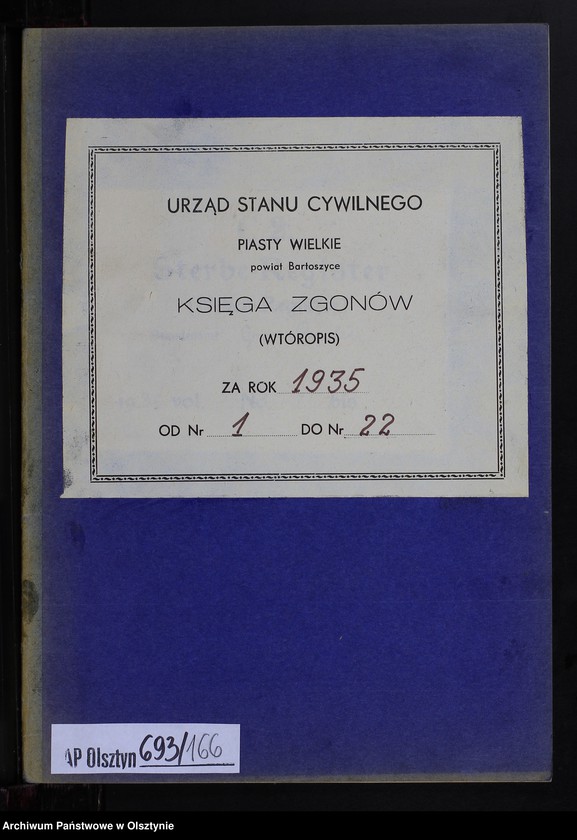 URZĄD STANU CYWILNEGO
PIASTY WIELKIE
powiat Bartoszyce
KSIĘGA ZGONÓW
(WTÓROPIS)
ZA ROK 1935
OD Nr 1 DO Nr 22
AP Olsztyn 693/166
Archiwum Państwowe w Olsztynie